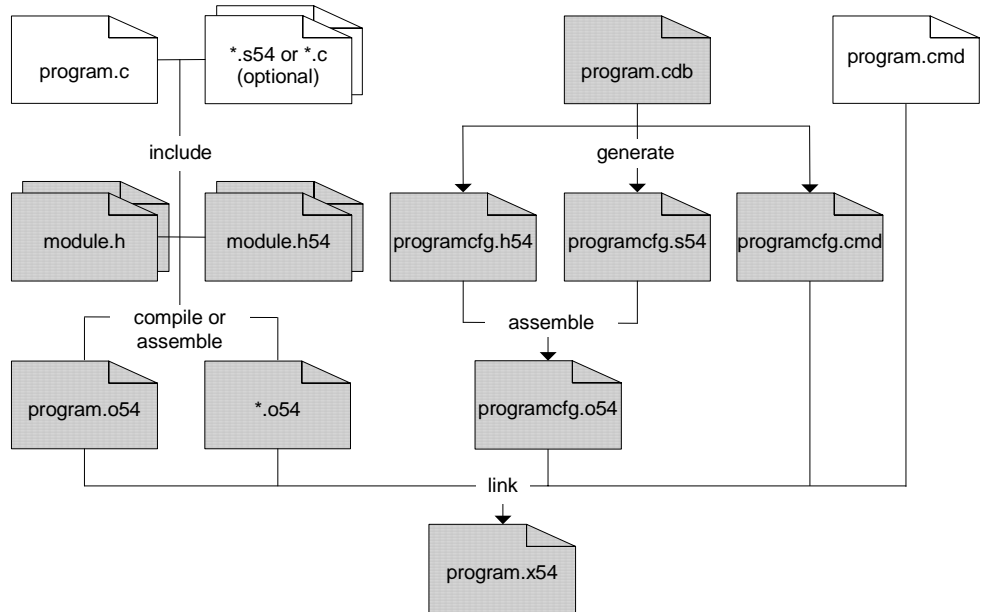 program.c
*.s54 or *.c
(optional)
program.cdb
program.cmd
include
generate
module.h
module.h54
programcfg.h54
programcfg.s54
programcfg.cmd
compile or
assemble
assemble
program.o54
*.o54
programcfg.o54
link
program.x54